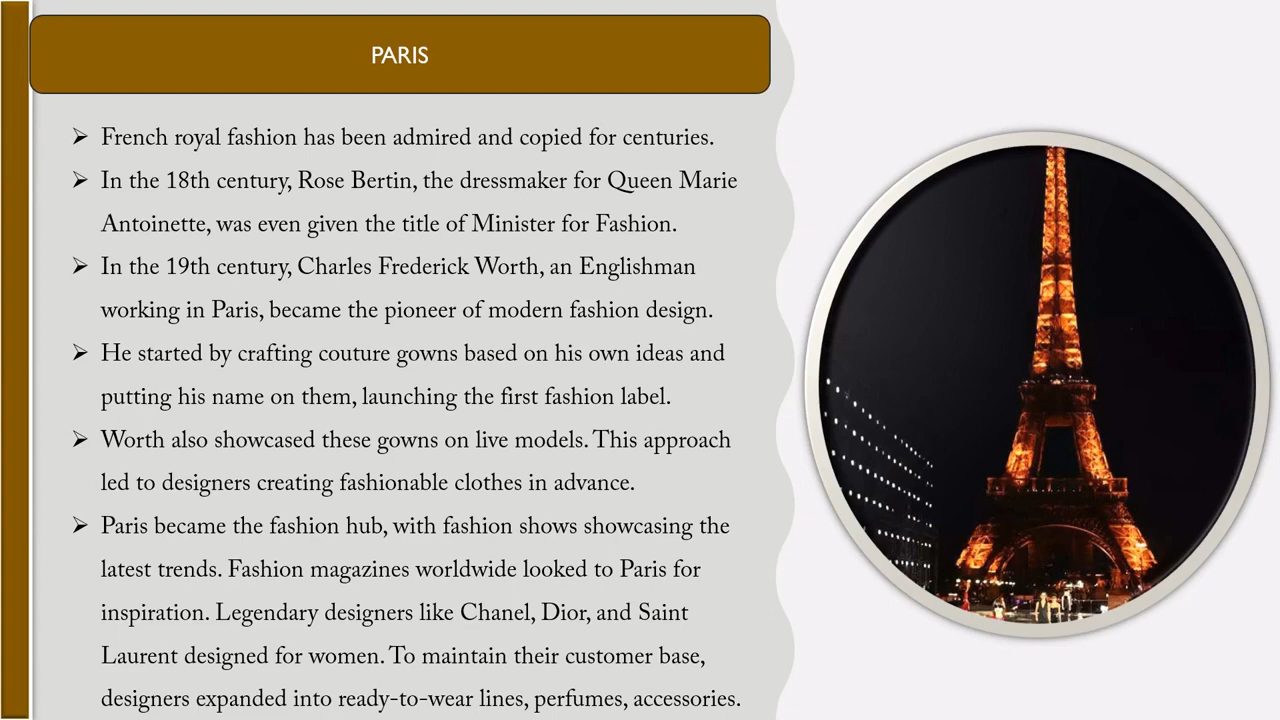 PARIS
➢ French royal fashion has been admired and copied for centuries.
➢ In the 18th century, Rose Bertin, the dressmaker for Queen Marie
Antoinette, was even given the title of Minister for Fashion.
➢ In the 19th century, Charles Frederick Worth, an Englishman
working in Paris, became the pioneer of modern fashion design.
➢ He started by crafting couture gowns based on his own ideas and
putting his name on them, launching the first fashion label.
➢ Worth also showcased these gowns on live models. This approach
led to designers creating fashionable clothes in advance.
➢ Paris became the fashion hub, with fashion shows showcasing the
latest trends. Fashion magazines worldwide looked to Paris for
inspiration. Legendary designers like Chanel, Dior, and Saint
Laurent designed for women. To maintain their customer base,
designers expanded into ready-to-wear lines, perfumes, accessories.